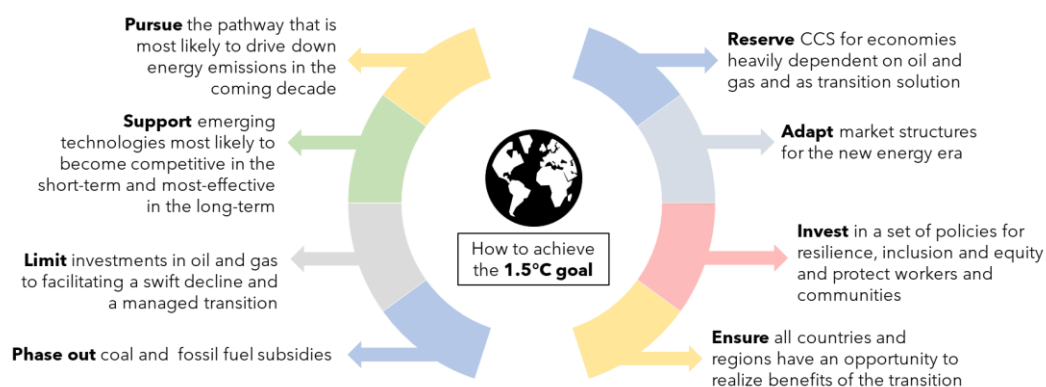 Pursue the pathway that is
most likely to drive down
energy emissions in the
coming decade
Support emerging
technologies most likely to
become competitive in the
short-term and most-effective
in the long-term
Limit investments in oil and gas
to facilitating a swift decline and
a managed transition
Phase out coal and fossil fuel subsidies
How to achieve
the 1.5°C goal
Reserve CCS for economies
heavily dependent on oil and
gas and as transition solution
Adapt market structures
for the new energy era
Invest in a set of policies for
resilience, inclusion and equity
and protect workers and
communities
Ensure all countries and
regions have an opportunity to
realize benefits of the transition